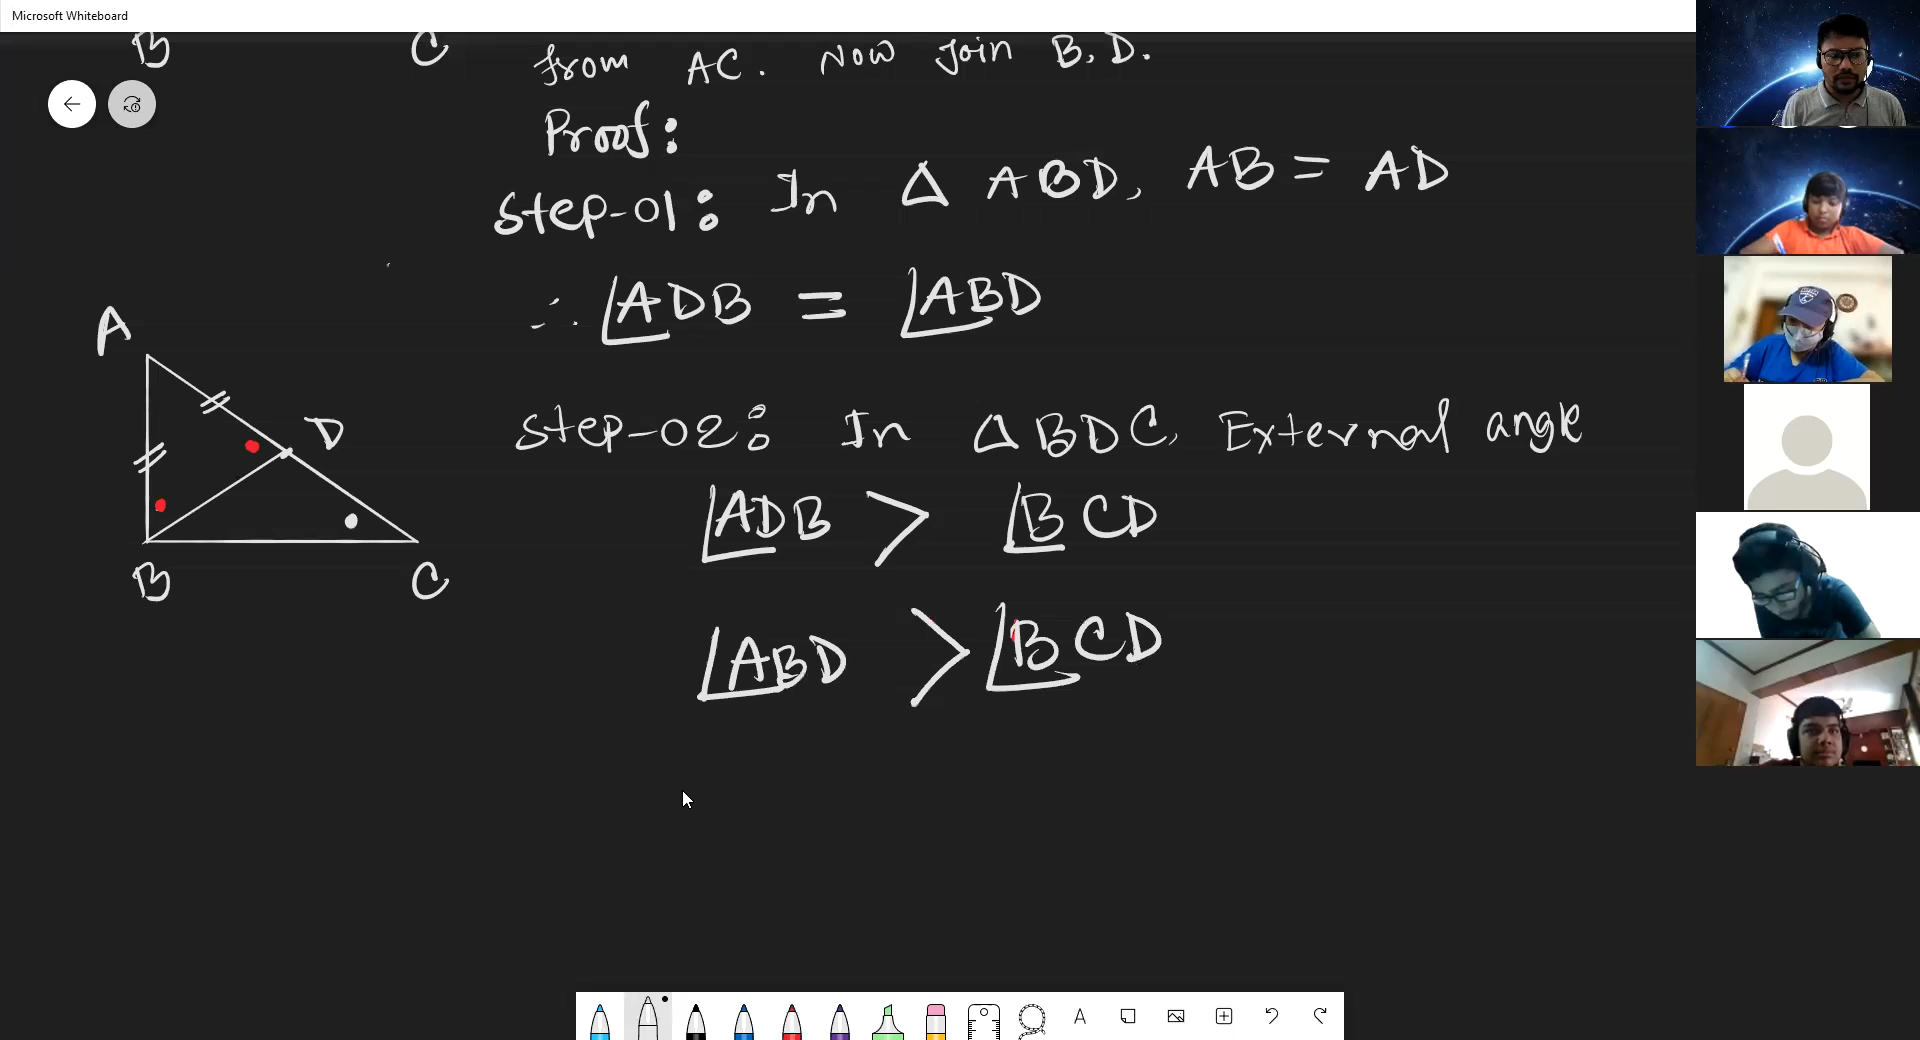 Microsoft Whiteboard
B C
from AC. Now Join B, D.
Proof:
Step-01: In Δ ABD, AB = AD
∴ ∠ADB = ∠ABD
A
D
B C
Step-02: In Δ BDC, External angle
∠ADB > ∠BCD
∠ABD > ∠BCD
A